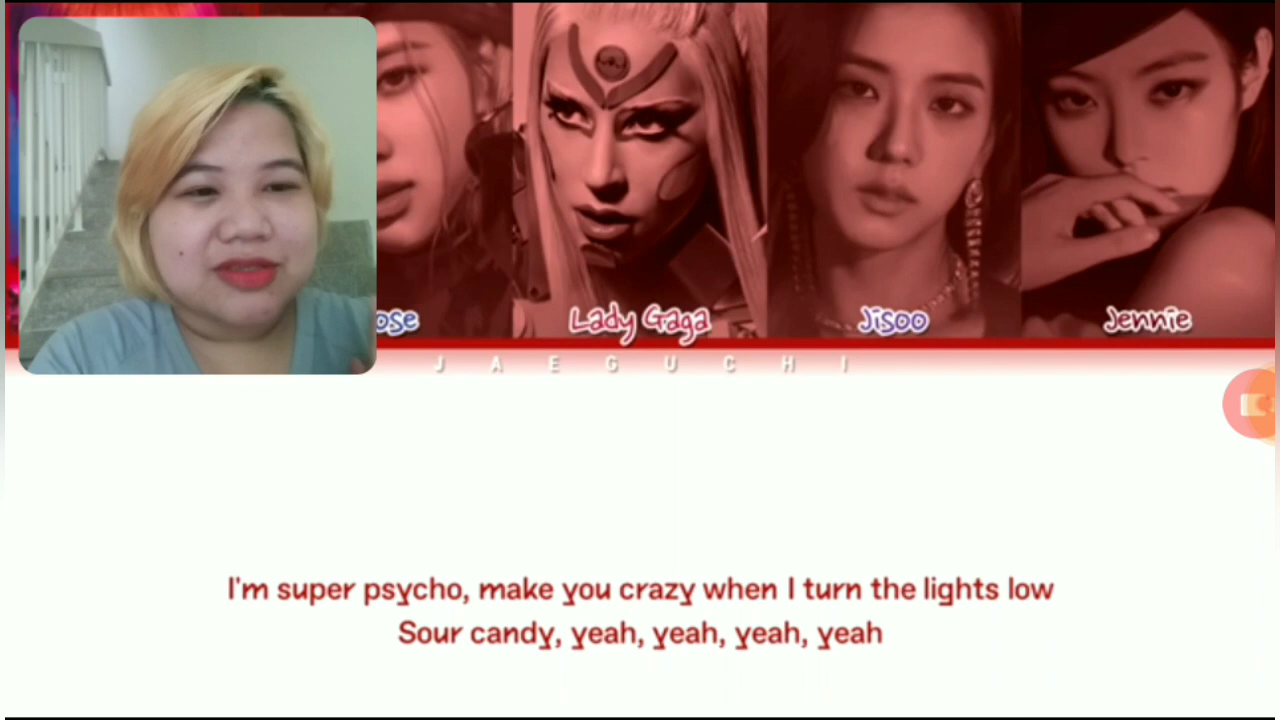 ose
Lady Gaga
Jisoo
Jennie
JAEGUCHI
I'm super psycho, make you crazy when I turn the lights low
Sour candy, yeah, yeah, yeah, yeah